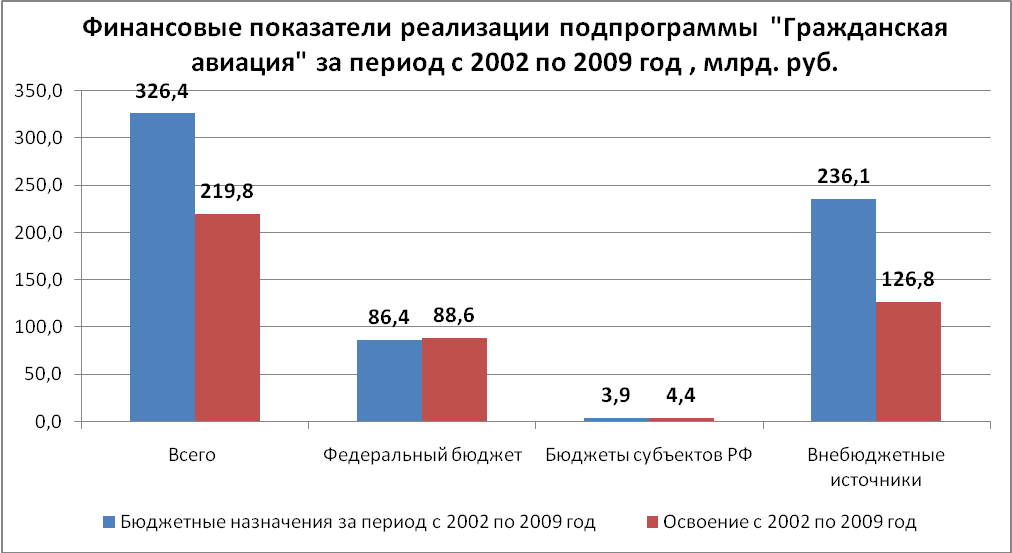 Финансовые показатели реализации подпрограммы "Гражданская
авиация" за период с 2002 по 2009 год , млрд. руб.
350,0
300,0
250,0
200,0
150,0
100,0
50,0
0,0
326,4
219,8
86,4
88,6
3,9
4,4
236,1
126,8
Всего
Федеральный бюджет
Бюджеты субъектов РФ
Внебюджетные
источники
Бюджетные назначения за период с 2002 по 2009 год
Освоение с 2002 по 2009 год